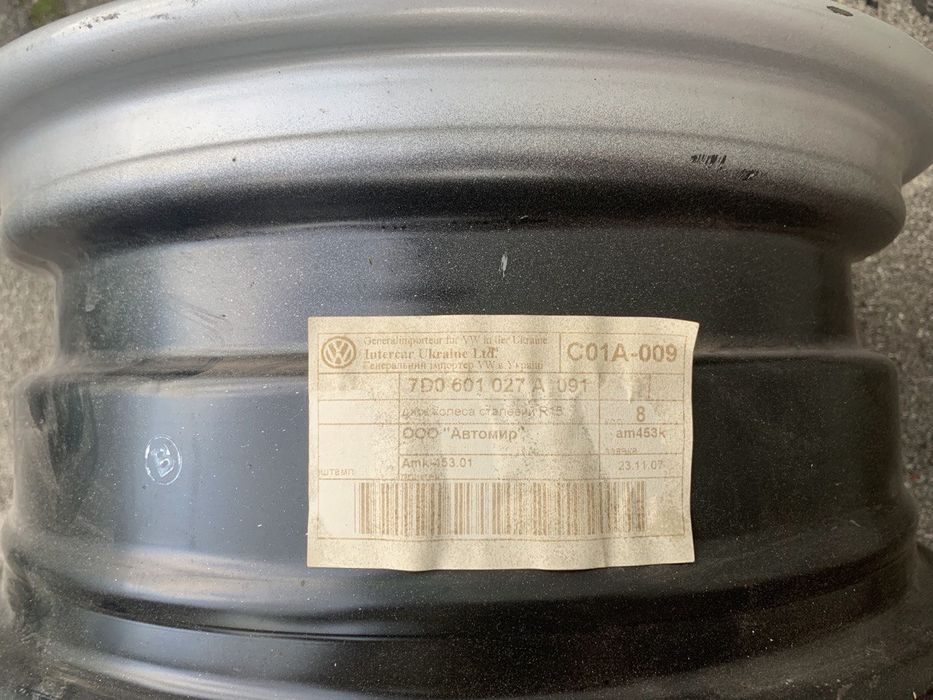 Generalimporteur für VW in der Ukraine
Intercar Ukraine Ltd.
Генеральний імпортер VW в Україні
C01A-009
7D0 601 027 A 091
диск колеса сталевий R15
8
ООО "Автомир"
am453k
Amk-453.01
23.11.07
штвмп